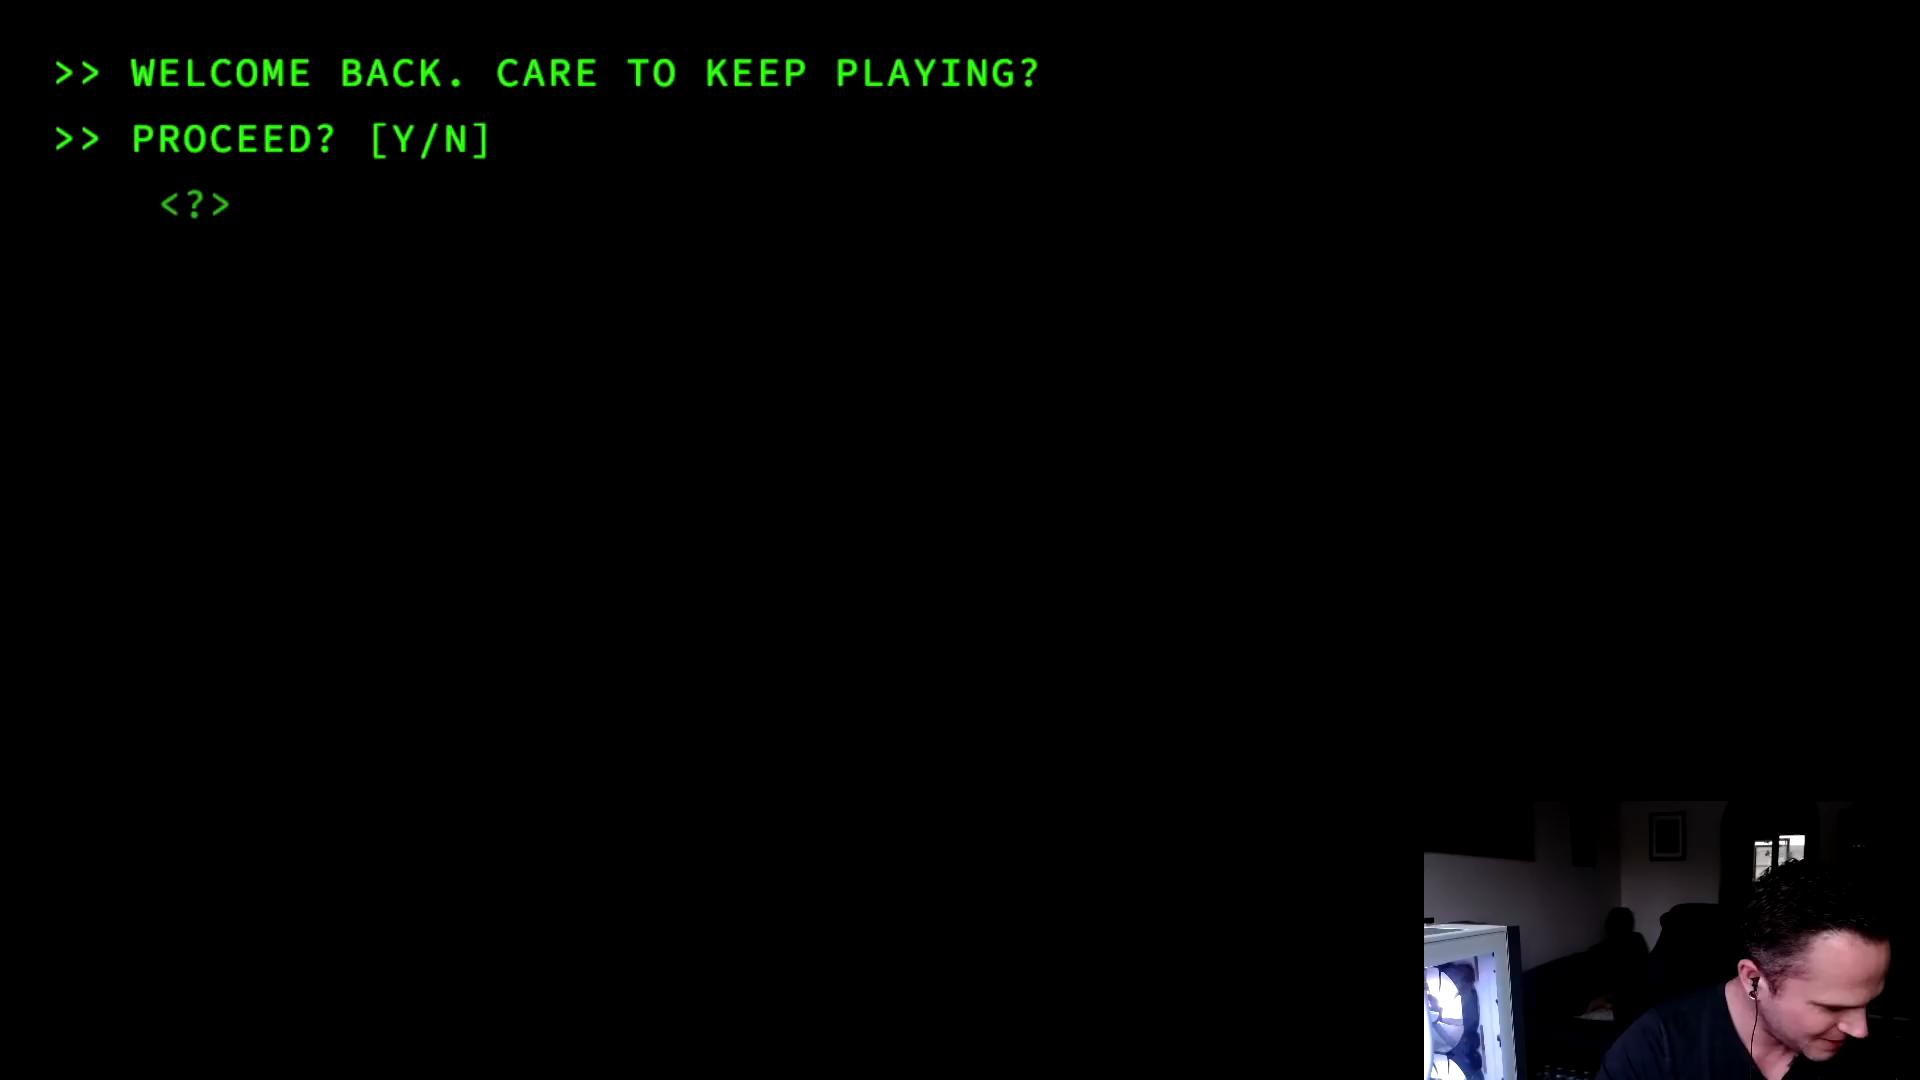 >> WELCOME BACK. CARE TO KEEP PLAYING?
>> PROCEED? [Y/N]
<?>